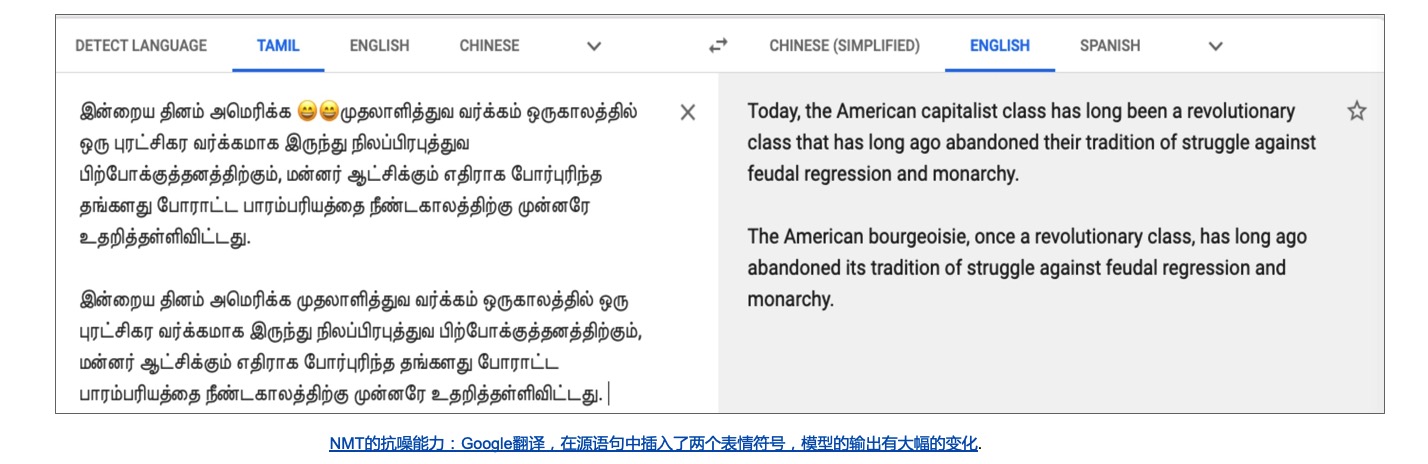 DETECT LANGUAGE TAMIL ENGLISH CHINESE CHINESE (SIMPLIFIED) ENGLISH SPANISH
இன்றைய தினம் அமெரிக்க 😄😄முதலாளித்துவ வர்க்கம் ஒருகாலத்தில்
ஒரு புரட்சிகர வர்க்கமாக இருந்து நிலப்பிரபுத்துவ
பிற்போக்குத்தனத்திற்கும், மன்னர் ஆட்சிக்கும் எதிராக போர்புரிந்த
தங்களது போராட்ட பாரம்பரியத்தை நீண்டகாலத்திற்கு முன்னரே
உதறித்தள்ளிவிட்டது.
இன்றைய தினம் அமெரிக்க முதலாளித்துவ வர்க்கம் ஒருகாலத்தில் ஒரு
புரட்சிகர வர்க்கமாக இருந்து நிலப்பிரபுத்துவ பிற்போக்குத்தனத்திற்கும்,
மன்னர் ஆட்சிக்கும் எதிராக போர்புரிந்த தங்களது போராட்ட
பாரம்பரியத்தை நீண்டகாலத்திற்கு முன்னரே உதறித்தள்ளிவிட்டது.
Today, the American capitalist class has long been a revolutionary
class that has long ago abandoned their tradition of struggle against
feudal regression and monarchy.
The American bourgeoisie, once a revolutionary class, has long ago
abandoned its tradition of struggle against feudal regression and
monarchy.
NMT的抗噪能力：Google翻译，在源语句中插入了两个表情符号，模型的输出有大幅的变化.